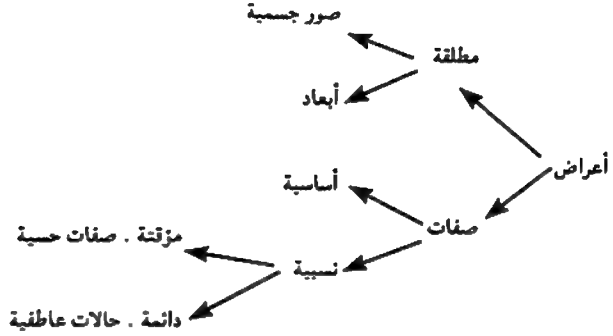 صور جسمية
مطلقة
أبعاد
أعراض
أساسية
صفات
مؤقتة . صفات حسية
نسبية
دائمة . حالات عاطفية